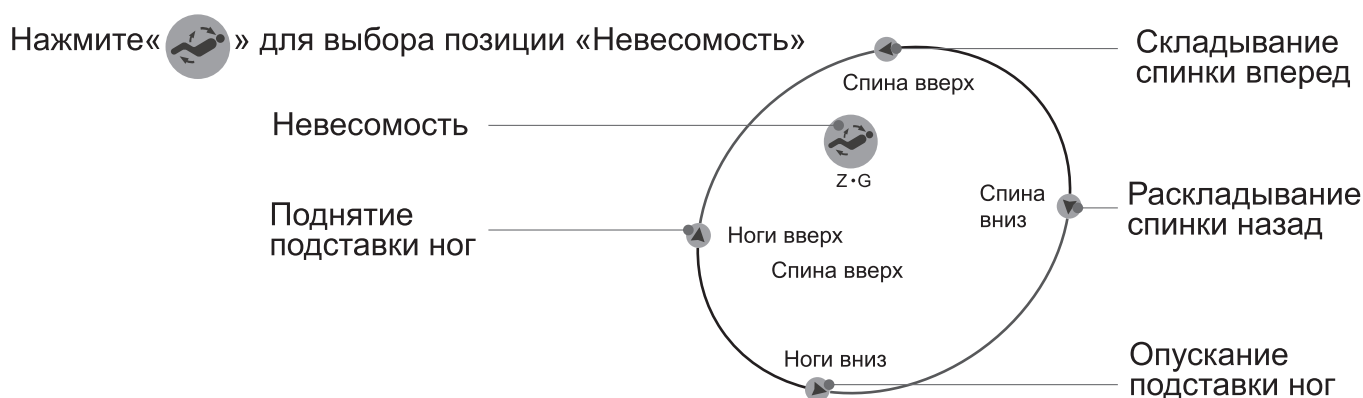 Нажмите« » для выбора позиции «Невесомость»
Складывание
спинки вперед
Спина вверх
Невесомость
Z•G
Спина
вниз
Раскладывание
спинки назад
Поднятие
подставки ног
Ноги вверх
Спина вверх
Ноги вниз
Опускание
подставки ног